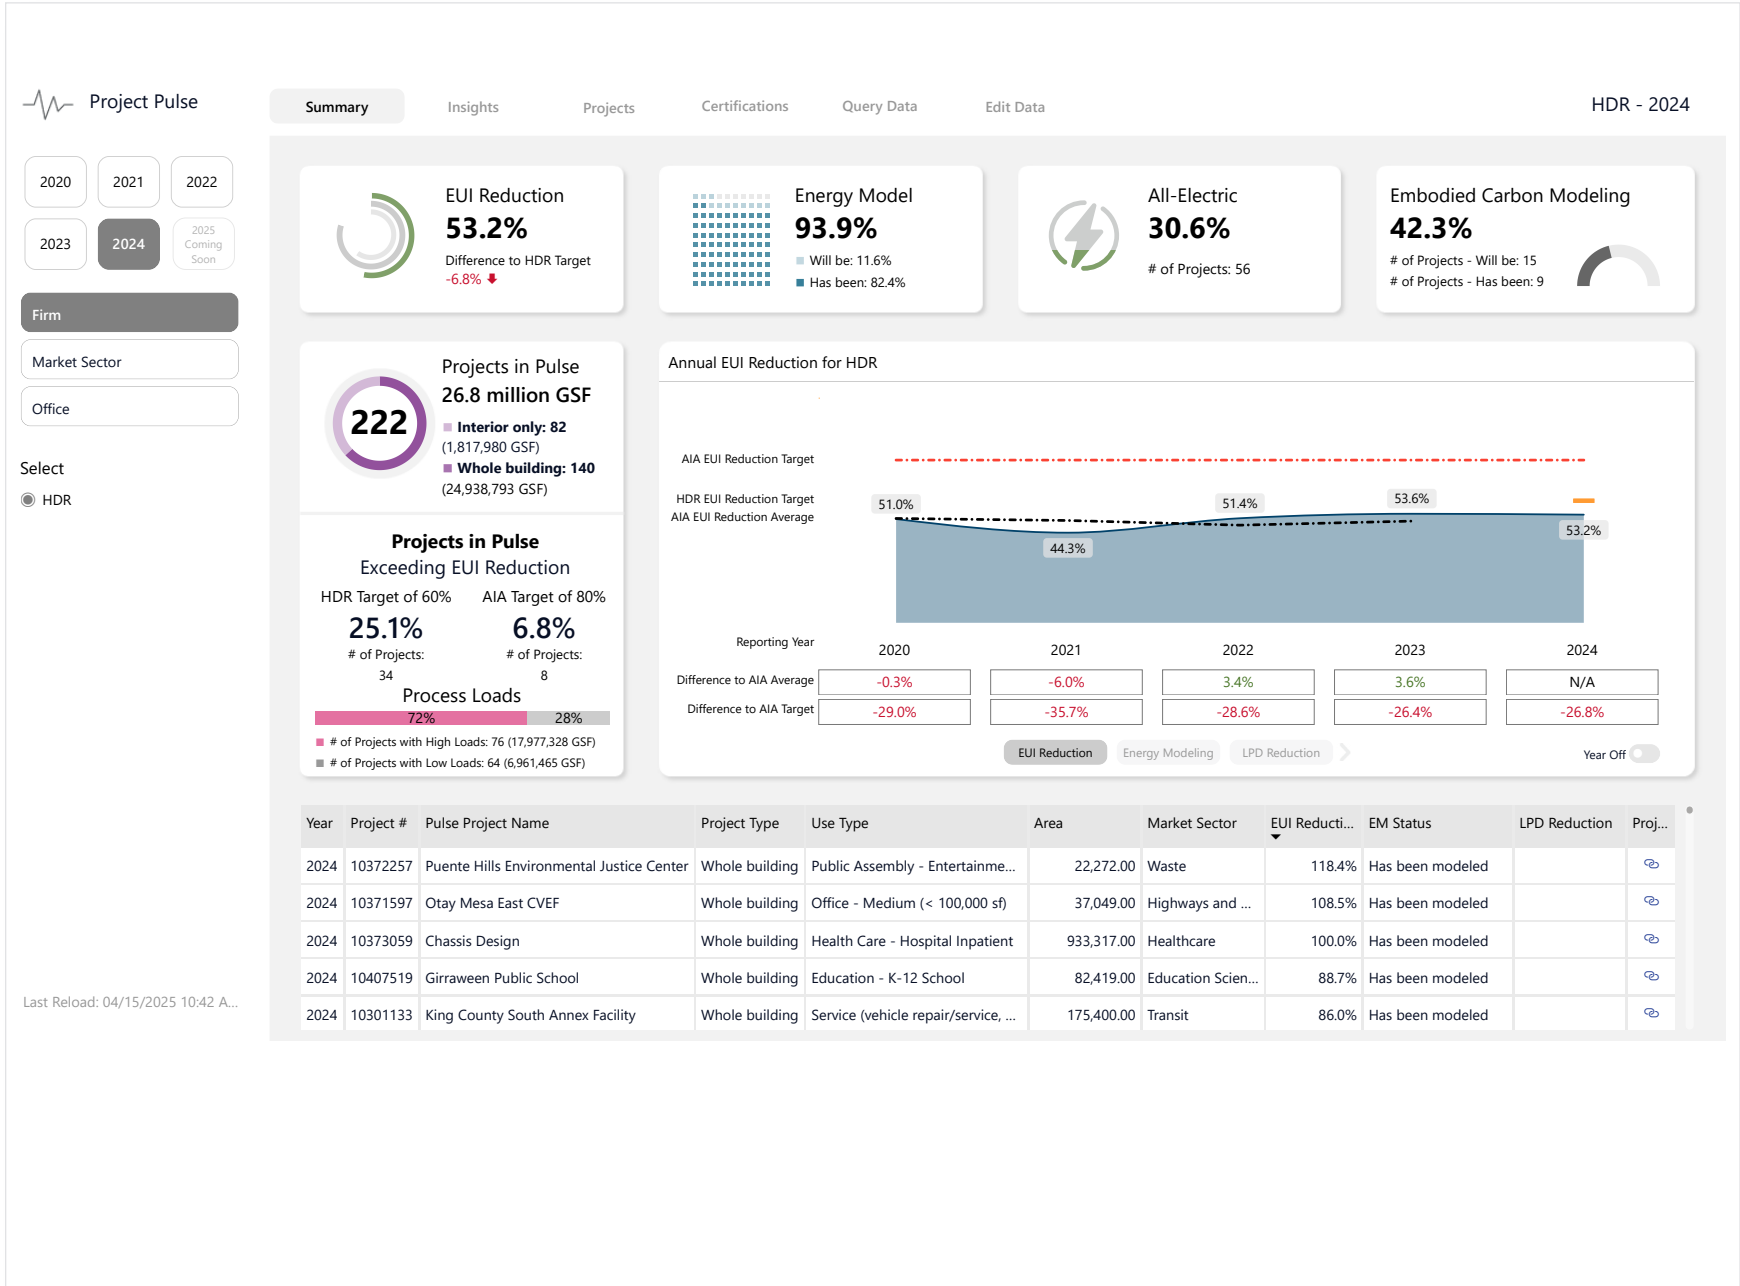 Project Pulse
Summary
Insights
Projects
Certifications
Query Data
Edit Data
HDR - 2024
2020
2021
2022
2023
2024
2025
Coming
Soon
Firm
Market Sector
Office
Select
HDR
Last Reload: 04/15/2025 10:42 A...
EUI Reduction
53.2%
Difference to HDR Target
-6.8%
Energy Model
93.9%
Will be: 11.6%
Has been: 82.4%
All-Electric
30.6%
# of Projects: 56
Embodied Carbon Modeling
42.3%
# of Projects - Will be: 15
# of Projects - Has been: 9
222
Projects in Pulse
26.8 million GSF
Interior only: 82
(1,817,980 GSF)
Whole building: 140
(24,938,793 GSF)
Projects in Pulse
Exceeding EUI Reduction
HDR Target of 60%
25.1%
# of Projects:
34
AIA Target of 80%
6.8%
# of Projects:
8
Process Loads
72%
28%
# of Projects with High Loads: 76 (17,977,328 GSF)
# of Projects with Low Loads: 64 (6,961,465 GSF)
Annual EUI Reduction for HDR
AIA EUI Reduction Target
HDR EUI Reduction Target
AIA EUI Reduction Average
51.0%
44.3%
51.4%
53.6%
53.2%
Reporting Year 2020 2021 2022 2023 2024
Difference to AIA Average -0.3% -6.0% 3.4% 3.6% N/A
Difference to AIA Target -29.0% -35.7% -28.6% -26.4% -26.8%
EUI Reduction
Energy Modeling
LPD Reduction
Year Off
Year Project # Pulse Project Name Project Type Use Type Area Market Sector EUI Reducti... EM Status LPD Reduction Proj...
2024 10372257 Puente Hills Environmental Justice Center Whole building Public Assembly - Entertainme... 22,272.00 Waste 118.4% Has been modeled
2024 10371597 Otay Mesa East CVEF Whole building Office - Medium (< 100,000 sf) 37,049.00 Highways and ... 108.5% Has been modeled
2024 10373059 Chassis Design Whole building Health Care - Hospital Inpatient 933,317.00 Healthcare 100.0% Has been modeled
2024 10407519 Girraween Public School Whole building Education - K-12 School 82,419.00 Education Scien... 88.7% Has been modeled
2024 10301133 King County South Annex Facility Whole building Service (vehicle repair/service, ... 175,400.00 Transit 86.0% Has been modeled